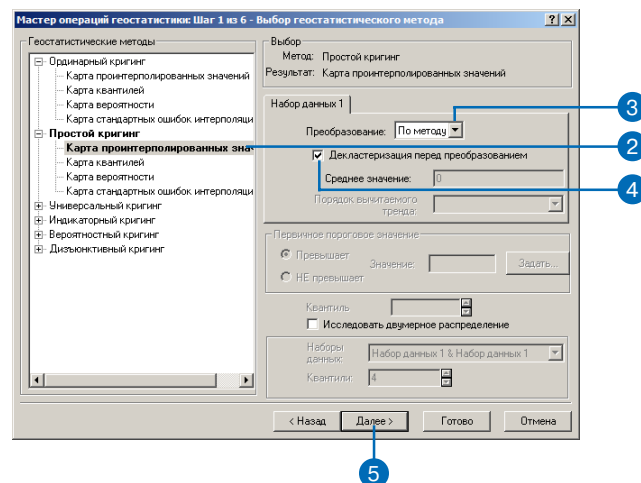 Мастер операций геостатистики: Шаг 1 из 6 - Выбор геостатистического метода
Геостатистические методы
Ординарный кригинг
Карта проинтерполированных значений
Карта квантилей
Карта вероятности
Карта стандартных ошибок интерполяци
Простой кригинг
Карта проинтерполированных зна
Карта квантилей
Карта вероятности
Карта стандартных ошибок интерполяци
Универсальный кригинг
Индикаторный кригинг
Вероятностный кригинг
Дизъюнктивный кригинг
Выбор
Метод: Простой кригинг
Результат: Карта проинтерполированных значений
Набор данных 1
Преобразование: По методу
Декластеризация перед преобразованием
Среднее значение: 0
Порядок вычитаемого тренда:
Первичное пороговое значение
Превышает
Значение:
Задать...
НЕ превышает
Квантиль
Исследовать двумерное распределение
Наборы данных: Набор данных 1 & Набор данных 1
Квантили: 4
< Назад
Далее >
Готово
Отмена
3
2
4
5